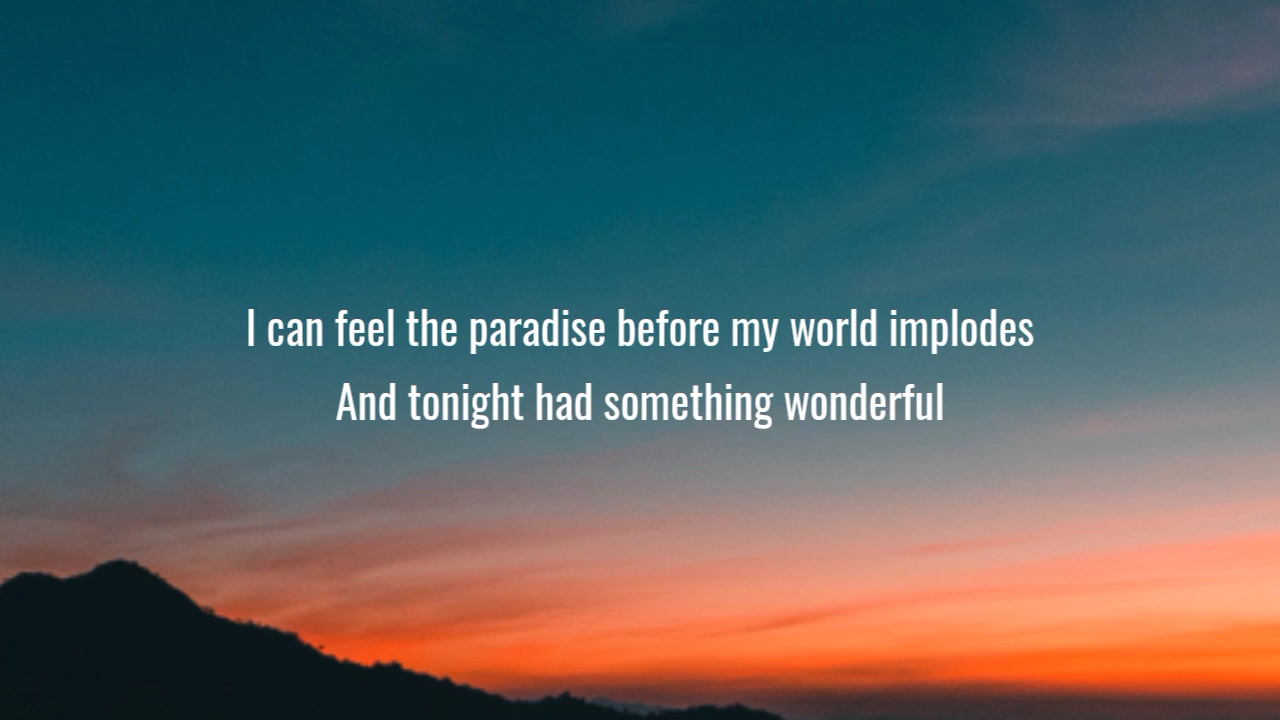 I can feel the paradise before my world implodes
And tonight had something wonderful